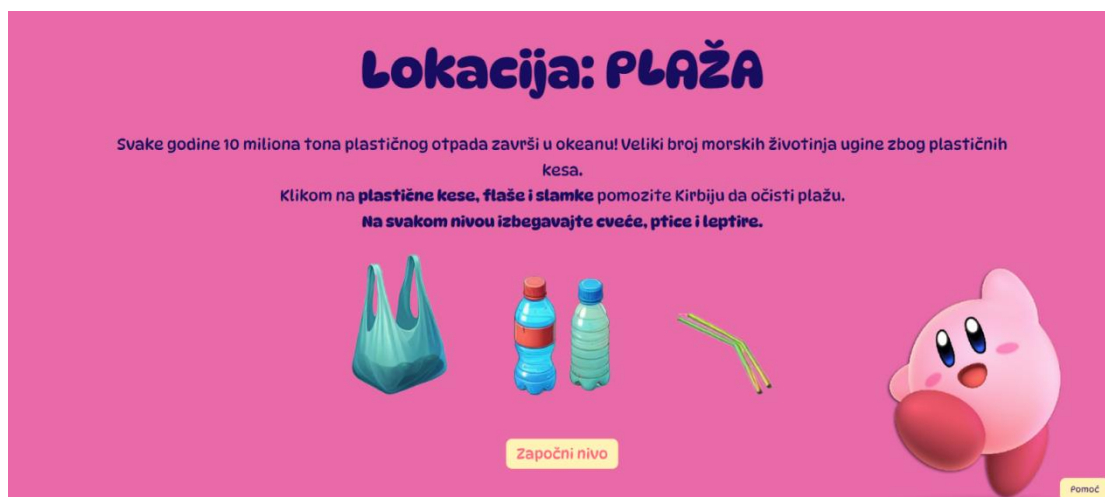 Lokacija: PLAŽA
Svake godine 10 miliona tona plastičnog otpada završi u okeanu! Veliki broj morskih životinja ugine zbog plastičnih
kesa.
Klikom na plastične kese, flaše i slamke pomozite Kirbiju da očisti plažu.
Na svakom nivou izbegavajte cveće, ptice i leptire.
Započni nivo
Pomoć